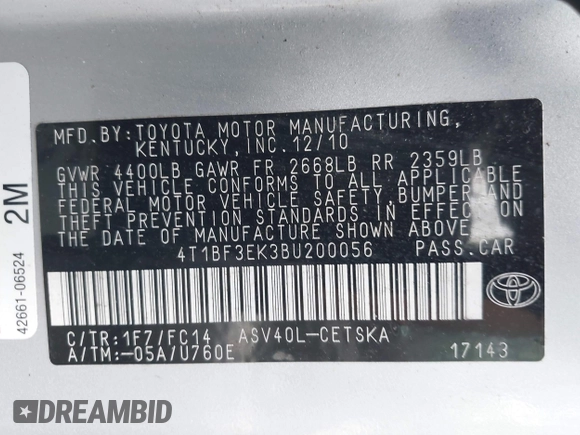 MFD.BY:TOYOTA MOTOR MANUFACTURING,
KENTUCKY,INC.12/10
GVWR 4400LB GAWR FR 2668LB RR 2359LB
THIS VEHICLE CONFORMS TO ALL APPLICABLE
FEDERAL MOTOR VEHICLE SAFETY,BUMPER,AND
THEFT PREVENTION STANDARDS IN EFFECT ON
THE DATE OF MANUFACTURE SHOWN ABOVE.
4T1BF3EK3BU200056 PASS.CAR
C/TR:1F7/FC14 ASV40L-CETSKA
A/TM:-05A/U760E 17143
2M
42661-06524
DREAMBID